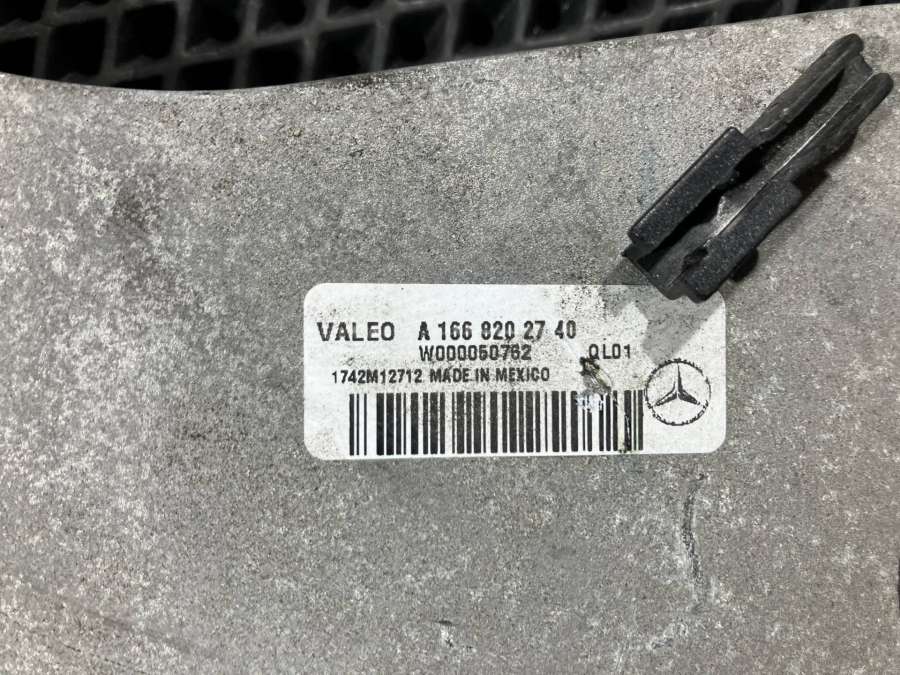 VALEO A 166 820 27 40
W000050762 QL01
1742M12712 MADE IN MEXICO